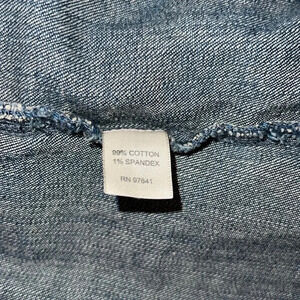 99% COTTON
1% SPANDEX
RN 97841